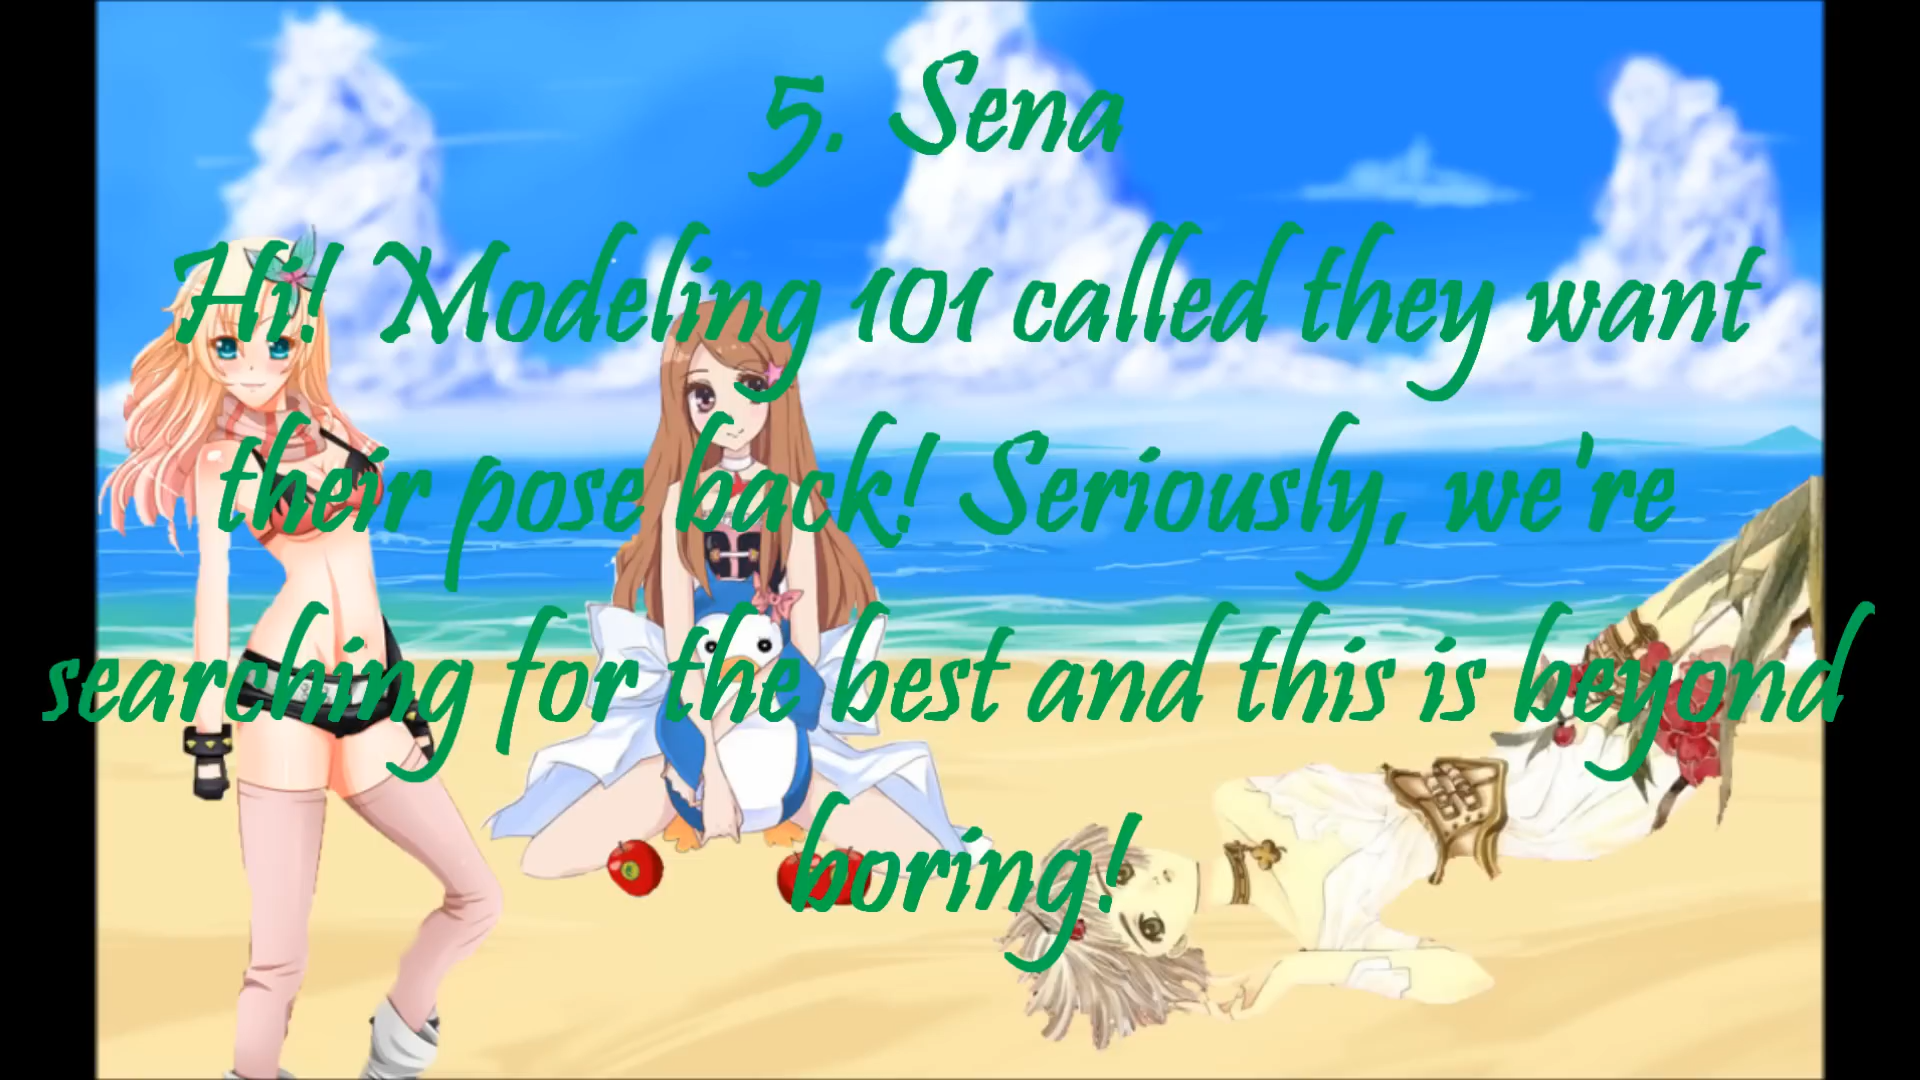 5. Sena
Hi! Modeling 101 called they want
their pose back! Seriously, we're
searching for the best and this is beyond
boring!